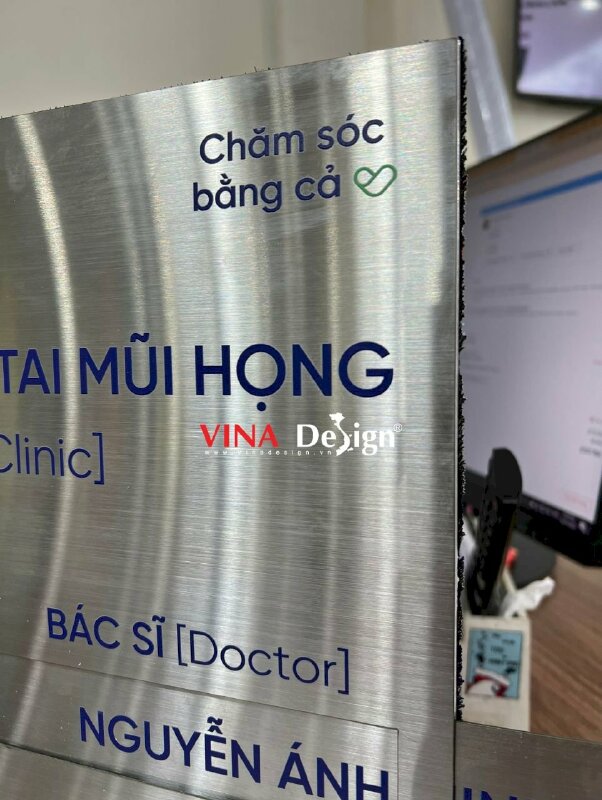 Chăm sóc
bằng cả
TAI MŨI HỌNG
Clinic]
VINA Design®
www.vinadesign.vn
BÁC SĨ [Doctor]
NGUYỄN ÁNH